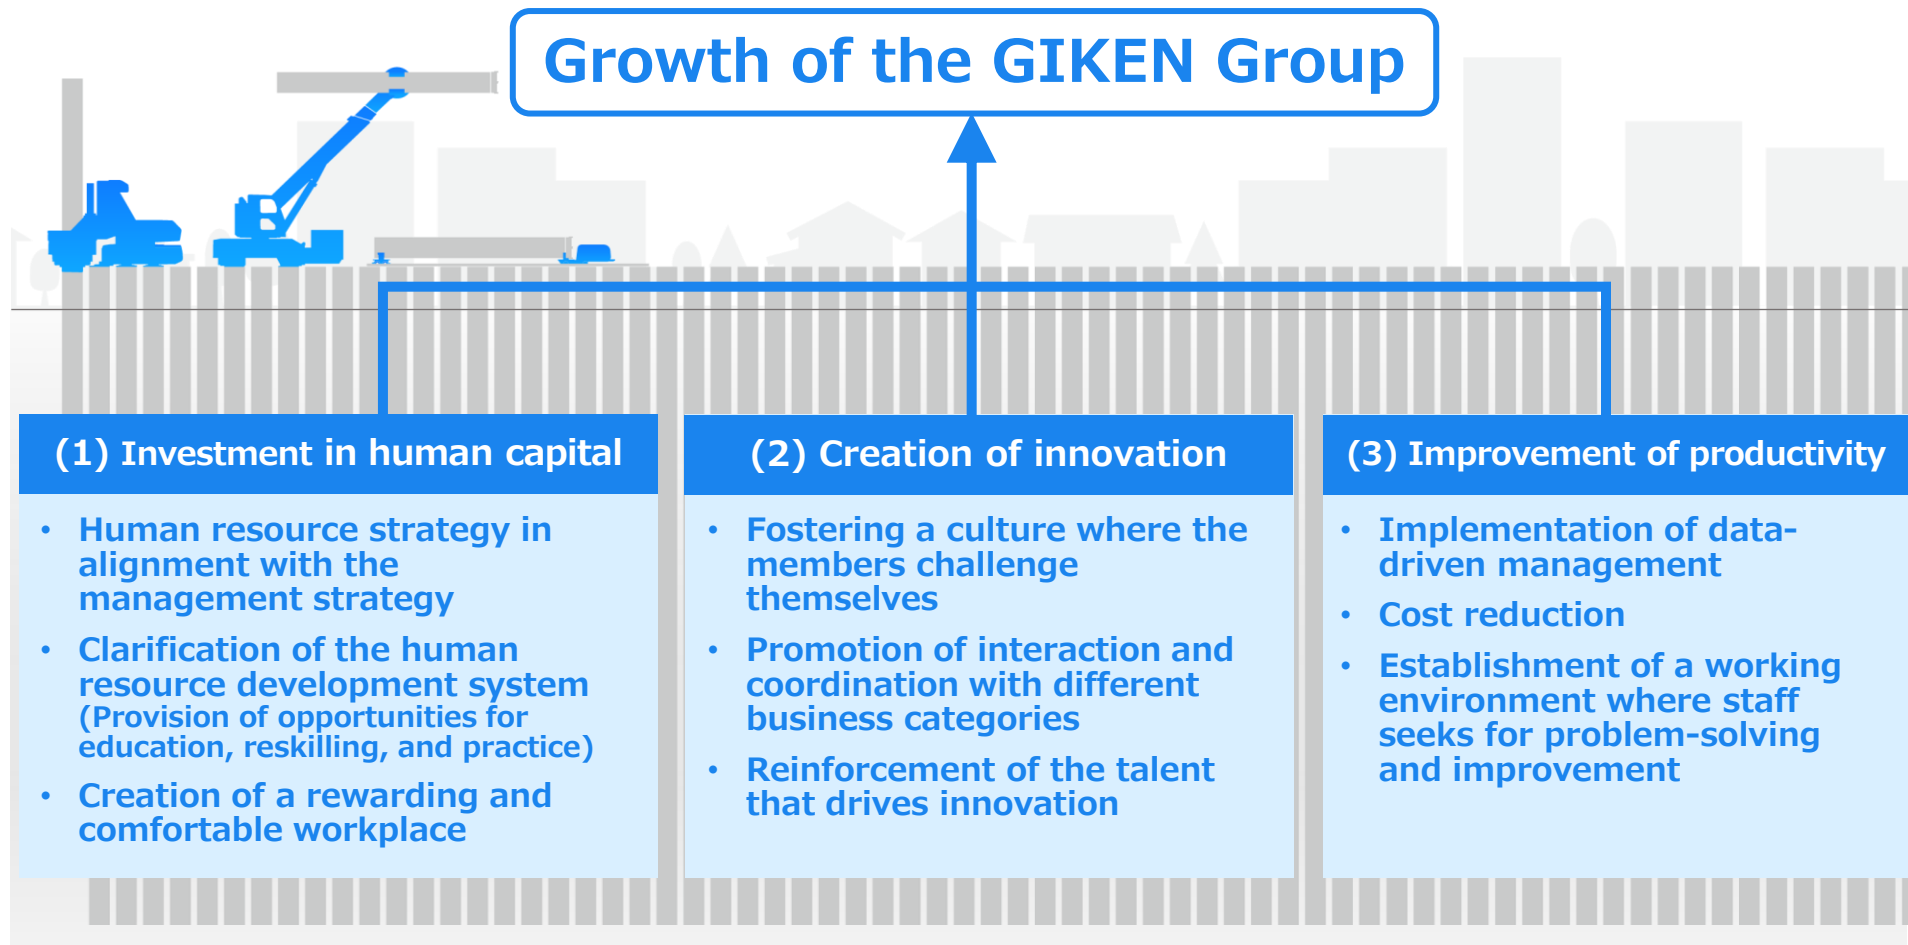 Growth of the GIKEN Group
(1) Investment in human capital
• Human resource strategy in
alignment with the
management strategy
• Clarification of the human
resource development system
(Provision of opportunities for
education, reskilling, and practice)
• Creation of a rewarding and
comfortable workplace
(2) Creation of innovation
• Fostering a culture where the
members challenge
themselves
• Promotion of interaction and
coordination with different
business categories
• Reinforcement of the talent
that drives innovation
(3) Improvement of productivity
• Implementation of data-
driven management
• Cost reduction
• Establishment of a working
environment where staff
seeks for problem-solving
and improvement